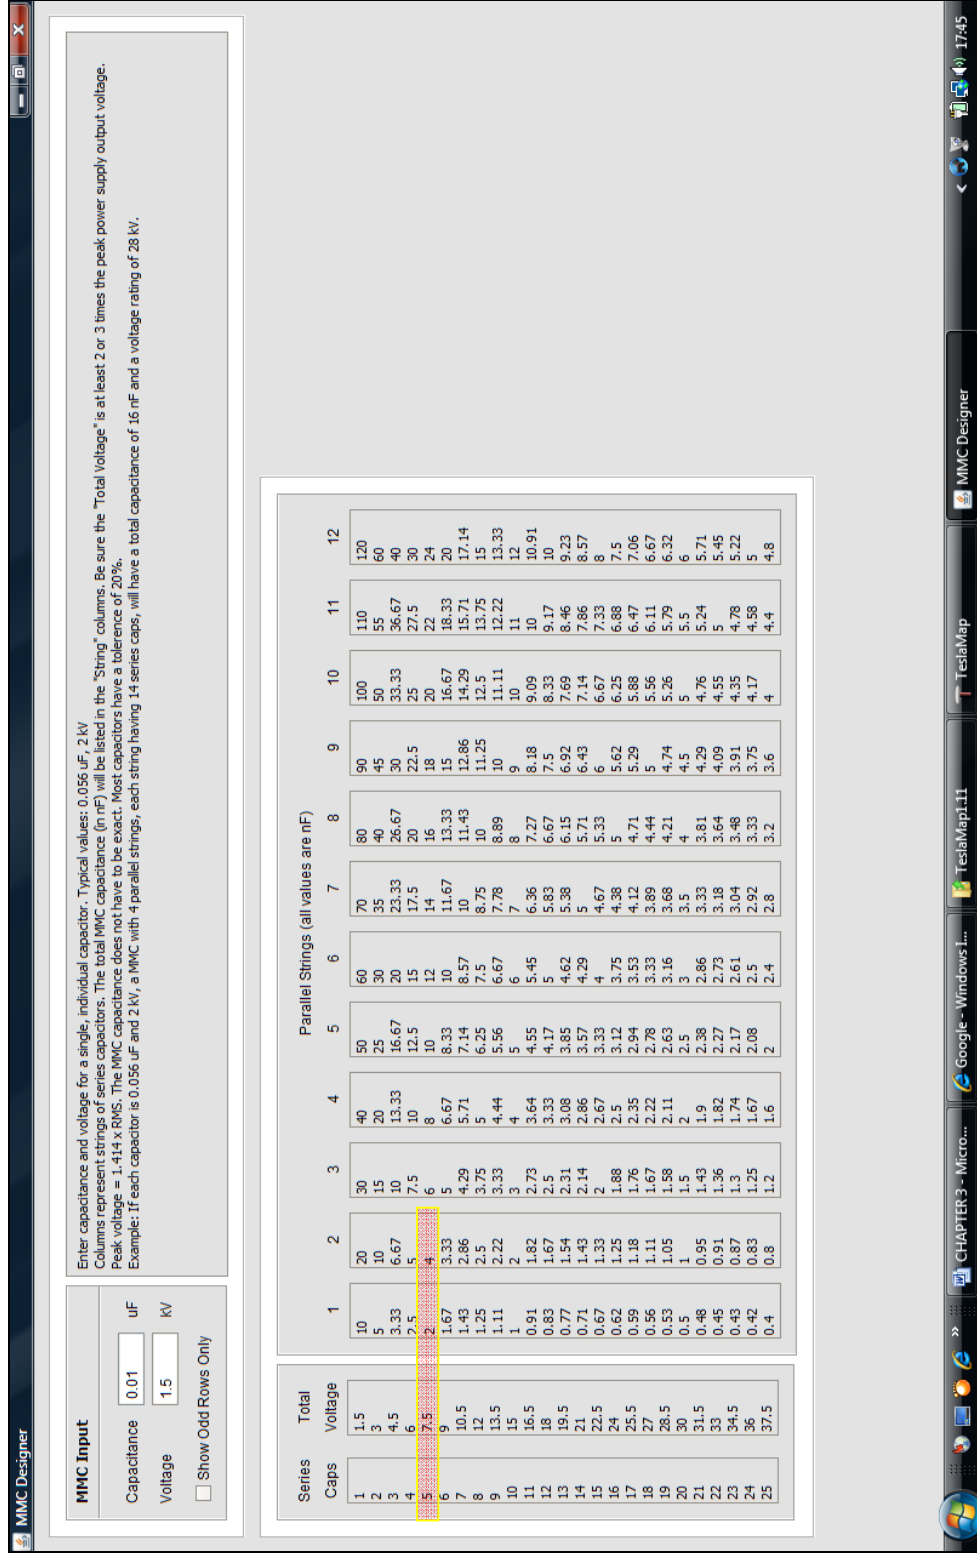 MMC Designer
MMC Input
Capacitance 0.01 uF
Voltage 1.5 kV
Show Odd Rows Only
Enter capacitance and voltage for a single, individual capacitor. Typical values: 0.056 uF, 2 kV
Columns represent strings of series capacitors. The total MMC capacitance (in nF) will be listed in the "String" columns. Be sure the "Total Voltage" is at least 2 or 3 times the peak power supply output voltage.
Peak voltage = 1.414 x RMS. The MMC capacitance does not have to be exact. Most capacitors have a tolerence of 20%.
Example: If each capacitor is 0.056 uF and 2 kV, a MMC with 4 parallel strings, each string having 14 series caps, will have a total capacitance of 16 nF and a voltage rating of 28 kV.
Parallel Strings (all values are nF)
Series Total
Caps Voltage 1 2 3 4 5 6 7 8 9 10 11 12
1 1.5 10 20 30 40 50 60 70 80 90 100 110 120
2 3 5 10 15 20 25 30 35 40 45 50 55 60
3 4.5 3.33 6.67 10 13.33 16.67 20 23.33 26.67 30 33.33 36.67 40
4 6 2.5 5 7.5 10 12.5 15 17.5 20 22.5 25 27.5 30
5 7.5 2 4 6 8 10 12 14 16 18 20 22 24
6 9 1.67 3.33 5 6.67 8.33 10 11.67 13.33 15 16.67 18.33 20
7 10.5 1.43 2.86 4.29 5.71 7.14 8.57 10 11.43 12.86 14.29 15.71 17.14
8 12 1.25 2.5 3.75 5 6.25 7.5 8.75 10 11.25 12.5 13.75 15
9 13.5 1.11 2.22 3.33 4.44 5.56 6.67 7.78 8.89 10 11.11 12.22 13.33
10 15 1 2 3 4 5 6 7 8 9 10 11 12
11 16.5 0.91 1.82 2.73 3.64 4.55 5.45 6.36 7.27 8.18 9.09 10 10.91
12 18 0.83 1.67 2.5 3.33 4.17 5 5.83 6.67 7.5 8.33 9.17 10
13 19.5 0.77 1.54 2.31 3.08 3.85 4.62 5.38 6.15 6.92 7.69 8.46 9.23
14 21 0.71 1.43 2.14 2.86 3.57 4.29 5 5.71 6.43 7.14 7.86 8.57
15 22.5 0.67 1.33 2 2.67 3.33 4 4.67 5.33 6 6.67 7.33 8
16 24 0.62 1.25 1.88 2.5 3.12 3.75 4.38 5 5.62 6.25 6.88 7.5
17 25.5 0.59 1.18 1.76 2.35 2.94 3.53 4.12 4.71 5.29 5.88 6.47 7.06
18 27 0.56 1.11 1.67 2.22 2.78 3.33 3.89 4.44 5 5.56 6.11 6.67
19 28.5 0.53 1.05 1.58 2.11 2.63 3.16 3.68 4.21 4.74 5.26 5.79 6.32
20 30 0.5 1 1.5 2 2.5 3 3.5 4 4.5 5 5.5 6
21 31.5 0.48 0.95 1.43 1.9 2.38 2.86 3.33 3.81 4.29 4.76 5.24 5.71
22 33 0.45 0.91 1.36 1.82 2.27 2.73 3.18 3.64 4.09 4.55 5 5.45
23 34.5 0.43 0.87 1.3 1.74 2.17 2.61 3.04 3.48 3.91 4.35 4.78 5.22
24 36 0.42 0.83 1.25 1.67 2.08 2.5 2.92 3.33 3.75 4.17 4.58 5
25 37.5 0.4 0.8 1.2 1.6 2 2.4 2.8 3.2 3.6 4 4.4 4.8
CHAPTER 3 - Micro... Google - Windows I... TeslaMap1.11 TeslaMap MMC Designer 17:45